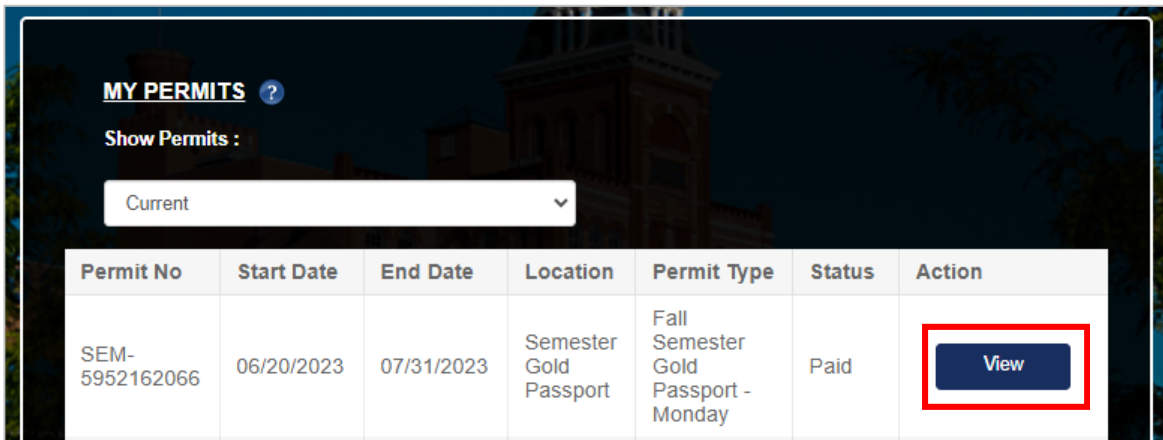 MY PERMITS ?
Show Permits :
Current
Permit No Start Date End Date Location Permit Type Status Action
SEM-
5952162066
06/20/2023
07/31/2023
Semester
Gold
Passport
Fall
Semester
Gold
Passport -
Monday
Paid
View